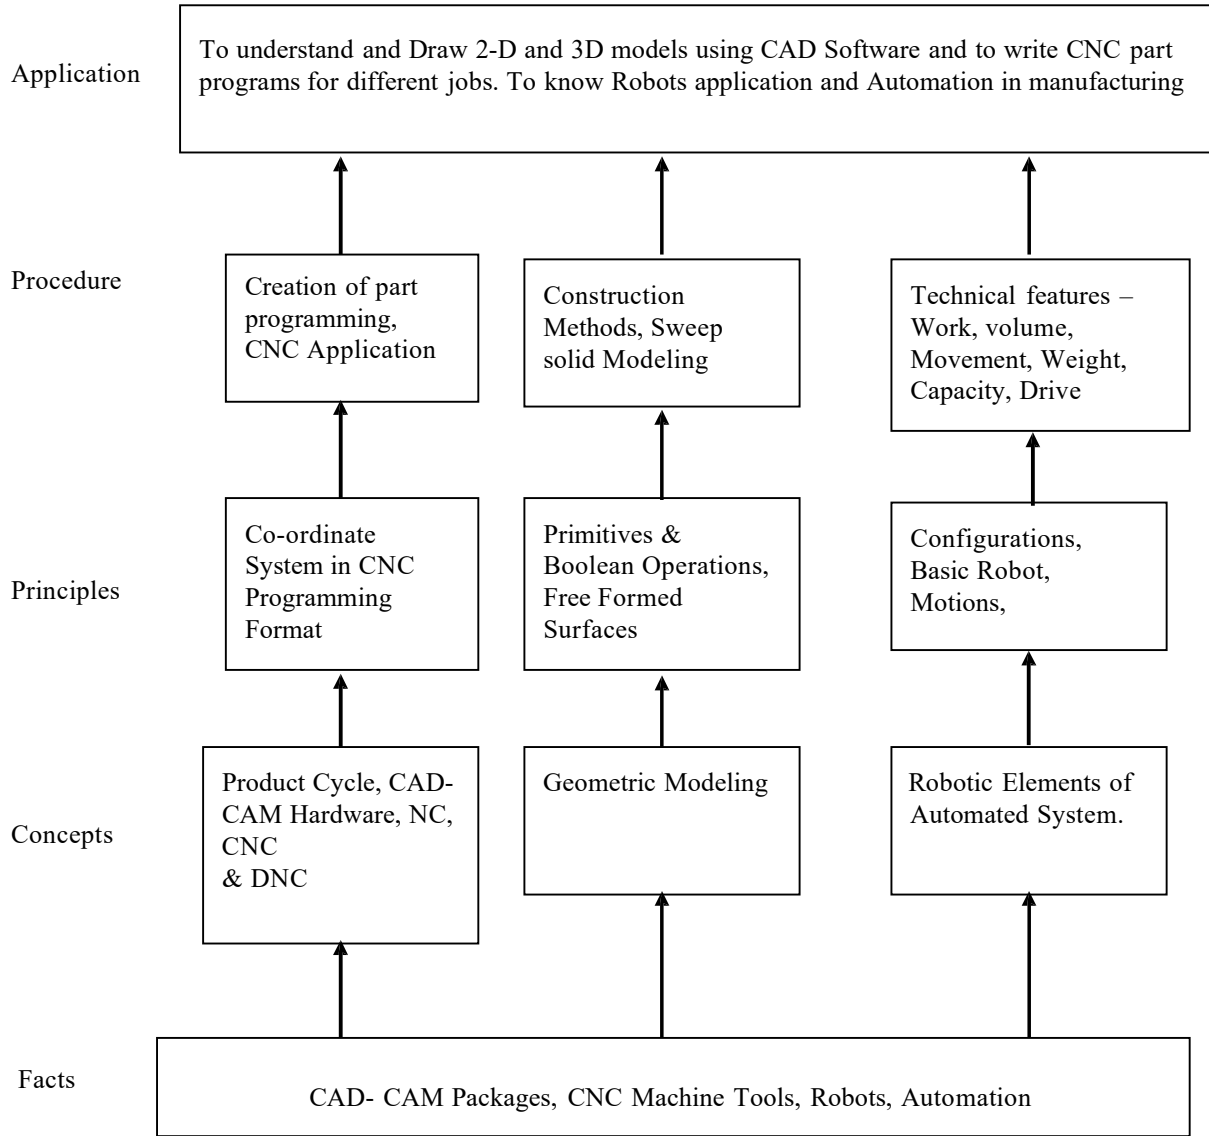 Application
To understand and Draw 2-D and 3D models using CAD Software and to write CNC part
programs for different jobs. To know Robots application and Automation in manufacturing
Procedure
Creation of part
programming,
CNC Application
Construction
Methods, Sweep
solid Modeling
Technical features –
Work, volume,
Movement, Weight,
Capacity, Drive
Principles
Co-ordinate
System in CNC
Programming
Format
Primitives &
Boolean Operations,
Free Formed
Surfaces
Configurations,
Basic Robot,
Motions,
Concepts
Product Cycle, CAD-
CAM Hardware, NC,
CNC
& DNC
Geometric Modeling
Robotic Elements of
Automated System.
Facts
CAD- CAM Packages, CNC Machine Tools, Robots, Automation